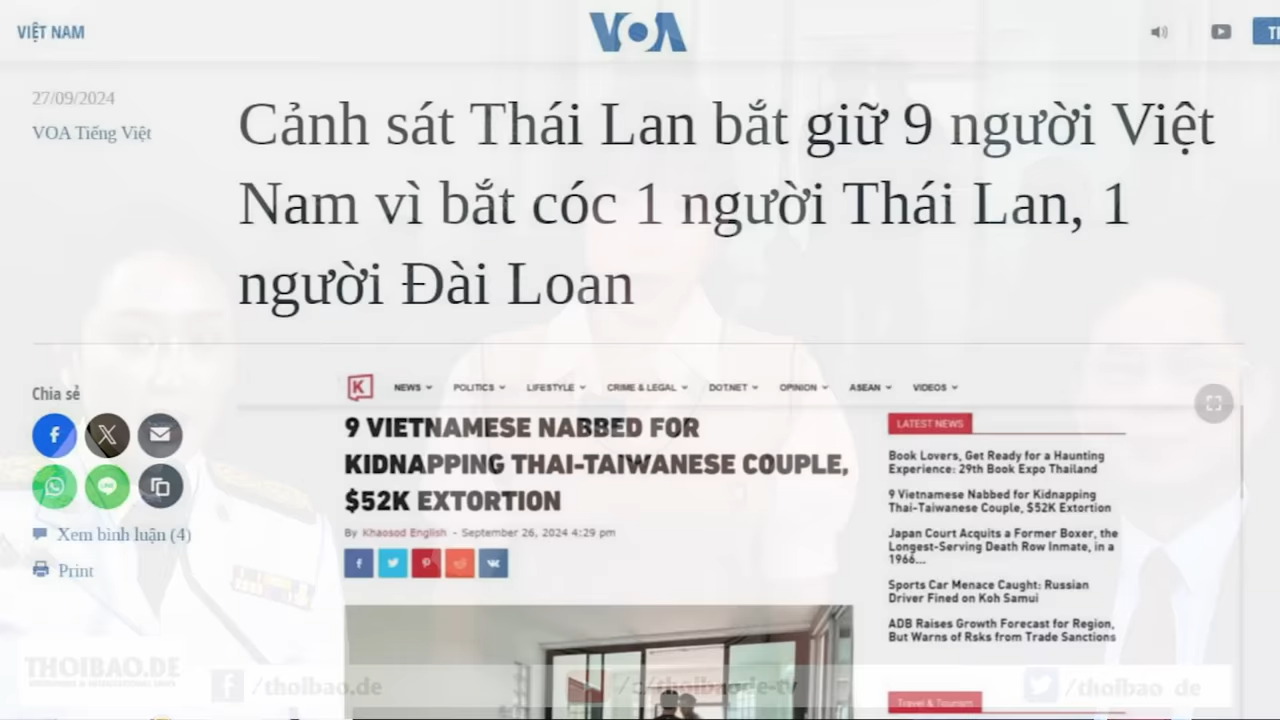 VIỆT NAM
VOA
27/09/2024
VOA Tiếng Việt
Cảnh sát Thái Lan bắt giữ 9 người Việt
Nam vì bắt cóc 1 người Thái Lan, 1
người Đài Loan
Chia sẻ
Xem bình luận (4)
Print
K
NEWS
POLITICS
LIFESTYLE
CRIME & LEGAL
DOTNET
OPINION
ASEAN
VIDEOS
9 VIETNAMESE NABBED FOR
KIDNAPPING THAI-TAIWANESE COUPLE,
$52K EXTORTION
By Khaosod English - September 26, 2024 4:29 pm
LATEST NEWS
Book Lovers, Get Ready for a Haunting
Experience: 29th Book Expo Thailand
9 Vietnamese Nabbed for Kidnapping
Thai-Taiwanese Couple, $52K Extortion
Japan Court Acquits a Former Boxer, the
Longest-Serving Death Row Inmate, in a
1966...
Sports Car Menace Caught: Russian
Driver Fined on Koh Samui
ADB Raises Growth Forecast for Region,
But Warns of Rsks from Trade Sanctions
Travel & Tourism
THOIBAO.DE
/thoibao.de
/c/thoibaode-tv
/thoibao_de